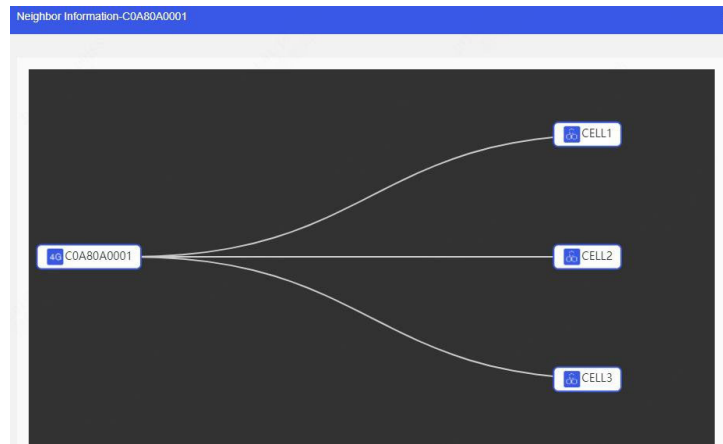 Neighbor Information-C0A80A0001
CELL1
4G C0A80A0001
CELL2
CELL3